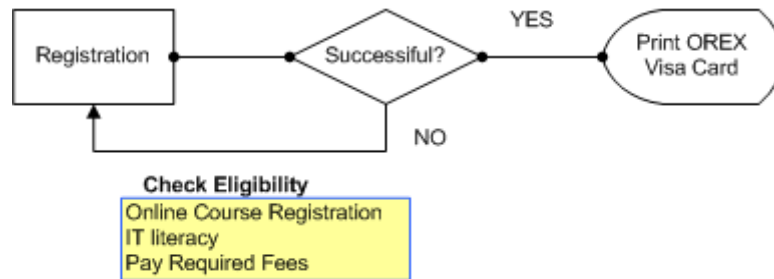 YES
Registration
Successful?
Print OREX
Visa Card
NO
Check Eligibility
Online Course Registration
IT literacy
Pay Required Fees